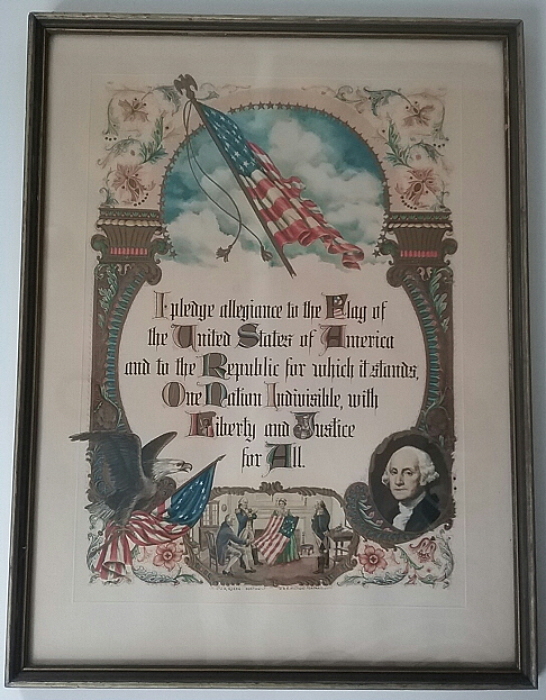 I pledge allegiance to the Flag of
the United States of America
and to the Republic for which it stands,
One Nation Indivisible, with
Liberty and Justice
for All.